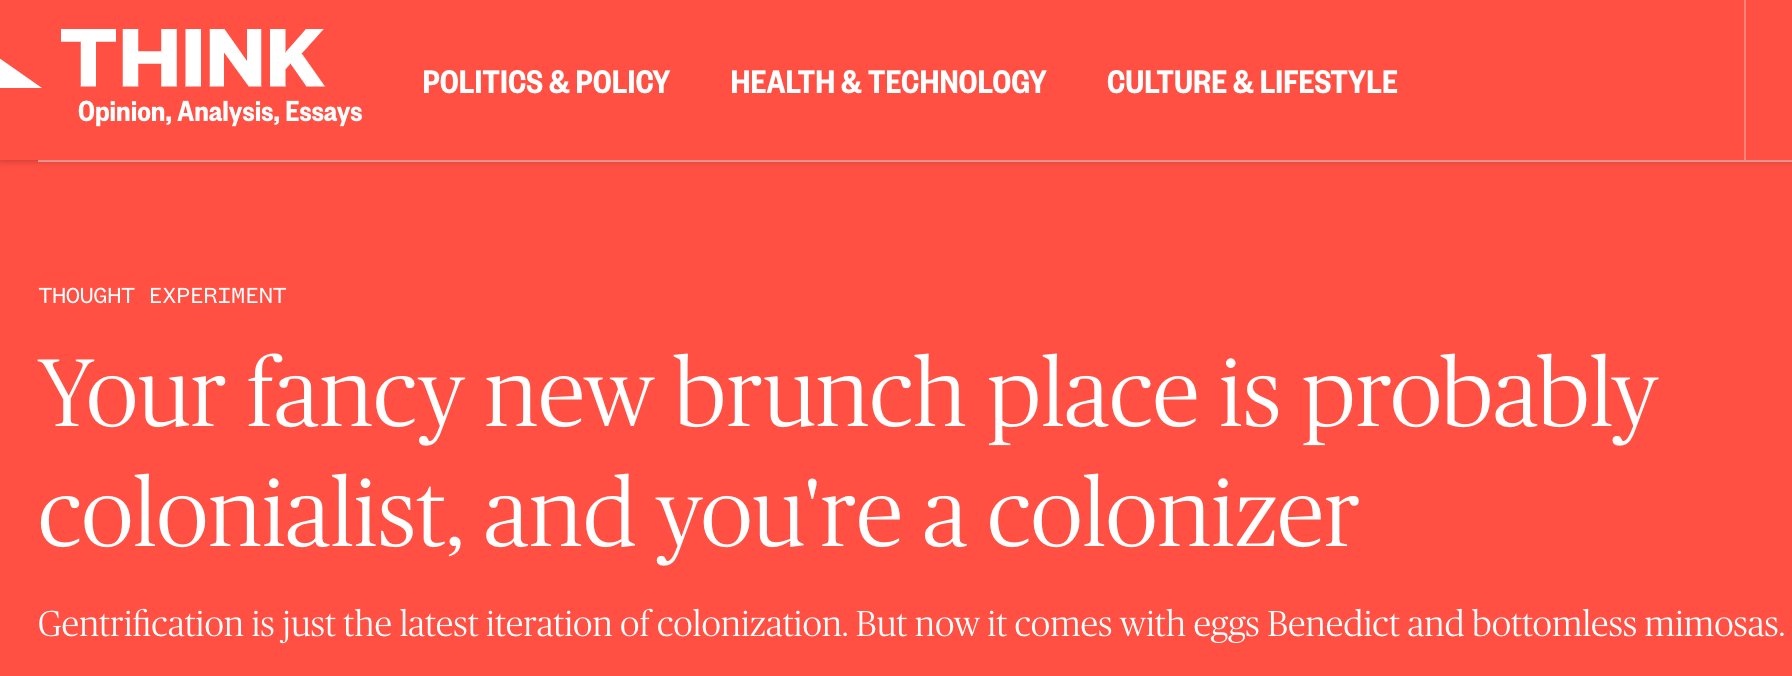 THINK
Opinion, Analysis, Essays
POLITICS & POLICY
HEALTH & TECHNOLOGY
CULTURE & LIFESTYLE
THOUGHT EXPERIMENT
Your fancy new brunch place is probably
colonialist, and you're a colonizer
Gentrification is just the latest iteration of colonization. But now it comes with eggs Benedict and bottomless mimosas.